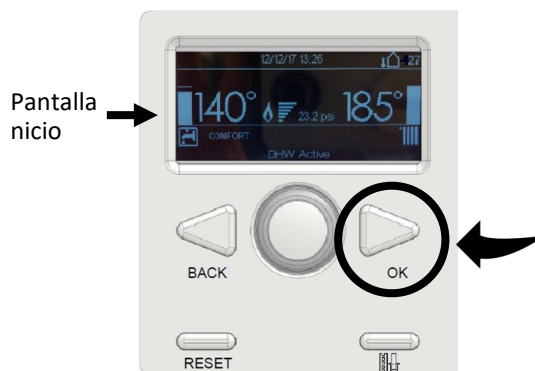 12/12/17 13:26
27
Pantalla
nicio
140° 23.2 psi 185°
CONFORT
DHW Active
BACK
OK
RESET